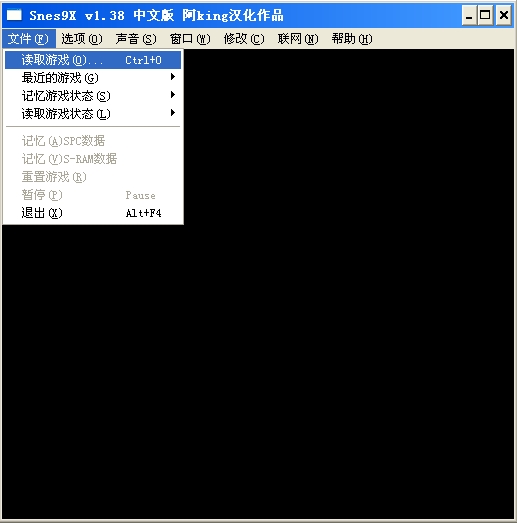 Snes9X v1.38 中文版 阿king汉化作品
文件(F) 选项(O) 声音(S) 窗口(W) 修改(C) 联网(N) 帮助(H)
读取游戏(O)... Ctrl+O
最近的游戏(G)
记忆游戏状态(S)
读取游戏状态(L)
记忆(A)SPC数据
记忆(V)S-RAM数据
重置游戏(R)
暂停(P) Pause
退出(X) Alt+F4